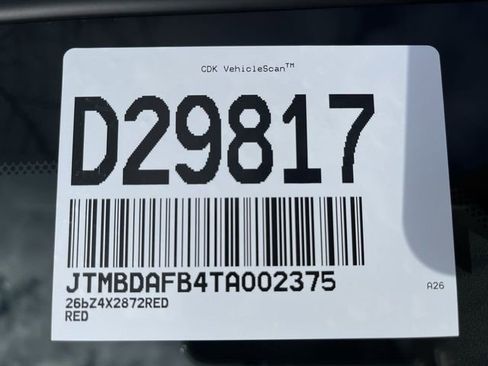 CDK VehicleScan™
D29817
JTMBDAFB4TA002375
A26
26bZ4X2872RED
RED